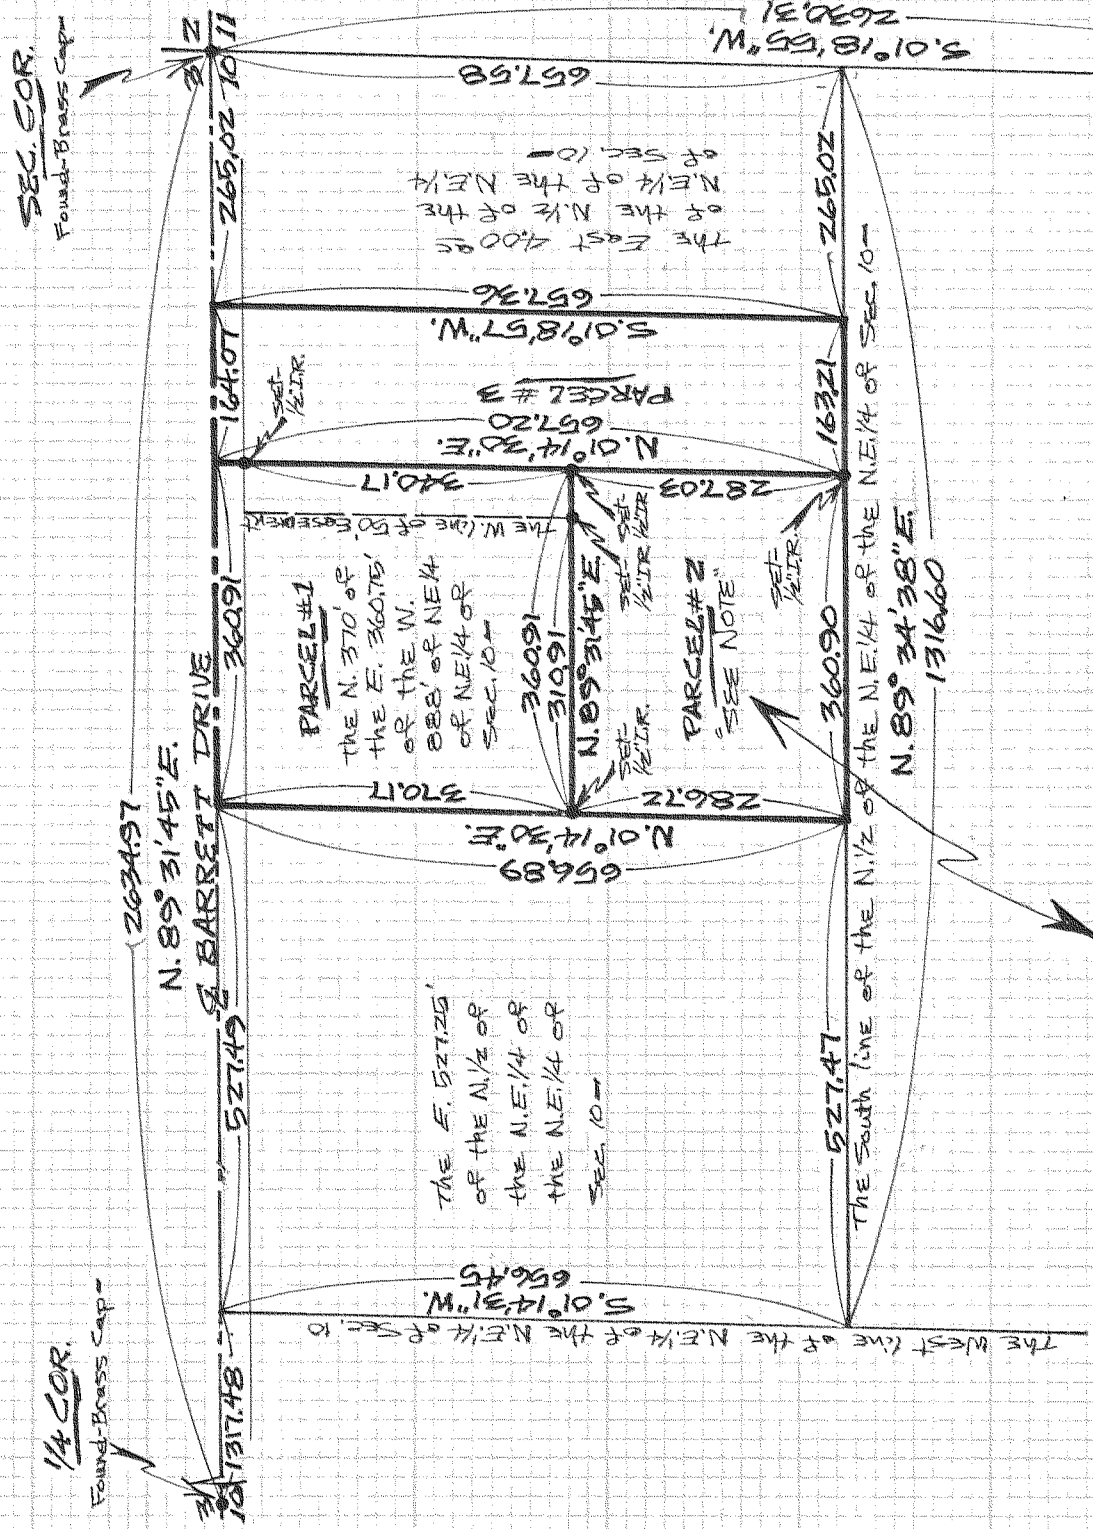 SEC. COR.
Found-Brass Cap-
3 2
10 11
1/4 COR.
Found-Brass Cap-
3
10
2634.97
N. 89° 31' 45" E.
℄ BARRETT DRIVE
1317.48
527.49
360.91
164.07
265.02
2630.31
S. 01° 18' 55" W.
657.58
The East 4.00 ac
of the N.1/2 of the
N.E.1/4 of the N.E.1/4
of Sec. 10-
657.36
S. 01° 18' 57" W.
PARCEL #3
657.20
N. 01° 14' 30" E.
340.17
287.03
Set-
1/2" I.R.
The W. line of 50' Easement
PARCEL #1
the N. 370' of
the E. 360.75'
of the W.
888' of NE1/4
of N.E.1/4 of
Sec. 10-
360.91
310.91
N. 89° 31' 45" E.
Set-
1/2" I.R.
Set-
1/2" I.R.
Set-
1/2" I.R.
Set-
1/2" I.R.
PARCEL #2
"SEE NOTE"
370.17
286.72
N. 01° 14' 30" E.
656.89
The E. 527.25'
of the N.1/2 of
the N.E.1/4 of
the N.E.1/4 of
Sec. 10-
656.45
S. 01° 14' 31" W.
The West line of the N.E.1/4 of the N.E.1/4 of Sec. 10
527.47
360.90
163.21
265.02
The South line of the N.1/2 of the N.E.1/4 of the N.E.1/4 of Sec. 10-
N. 89° 34' 38" E.
1316.60